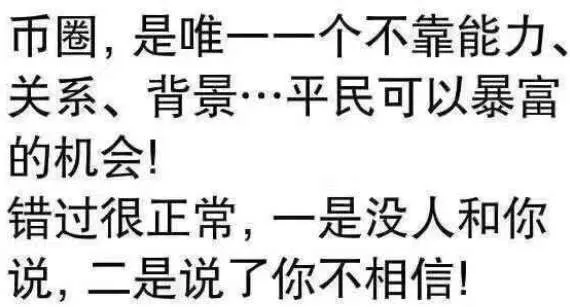 币圈，是唯一一个不靠能力、
关系、背景…平民可以暴富
的机会!
错过很正常，一是没人和你
说，二是说了你不相信!